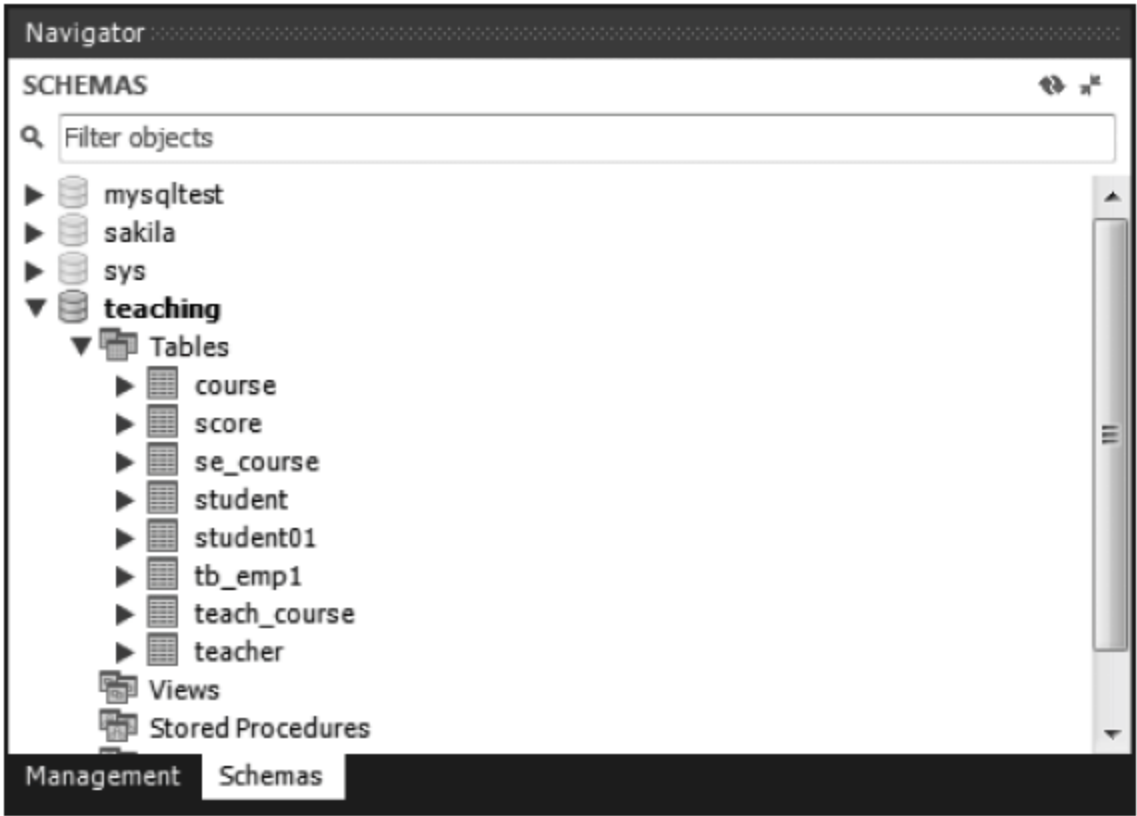 Navigator
SCHEMAS
Filter objects
mysqltest
sakila
sys
teaching
Tables
course
score
se_course
student
student01
tb_emp1
teach_course
teacher
Views
Stored Procedures
Management Schemas